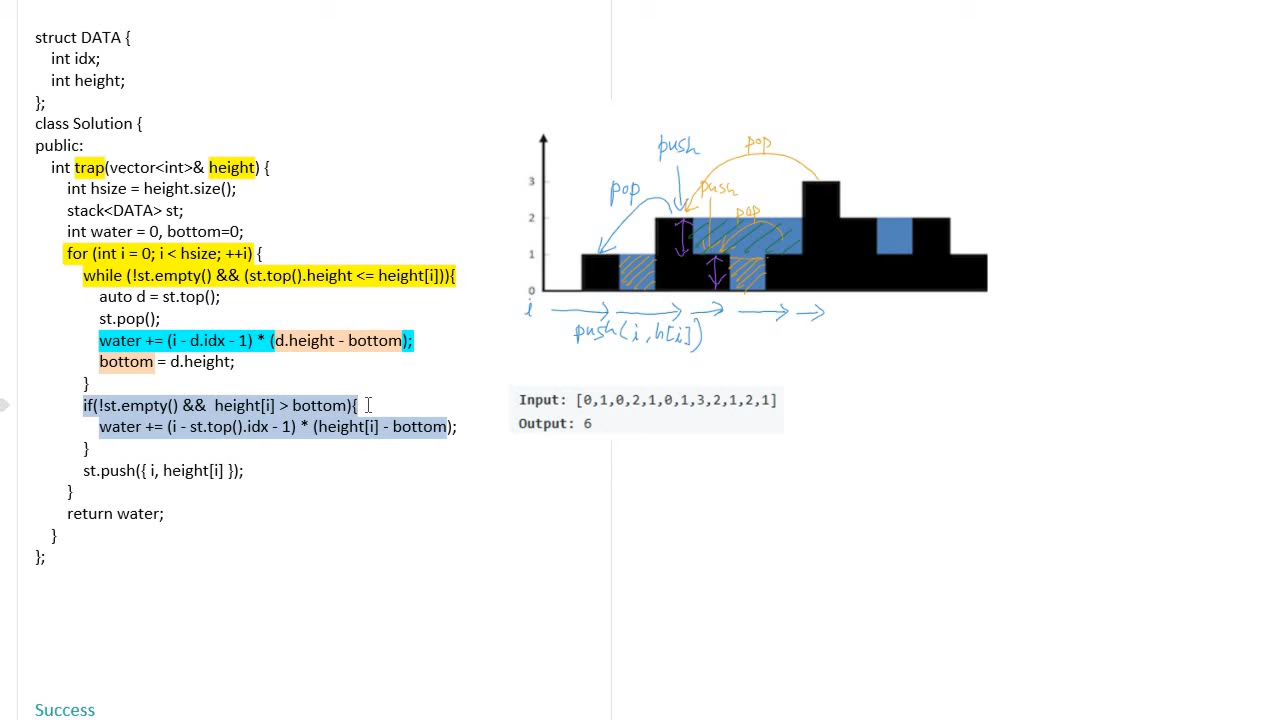 struct DATA {
int idx;
int height;
};
class Solution {
public:
int trap(vector<int>& height) {
int hsize = height.size();
stack<DATA> st;
int water = 0, bottom=0;
for (int i = 0; i < hsize; ++i) {
while (!st.empty() && (st.top().height <= height[i])){
auto d = st.top();
st.pop();
water += (i - d.idx - 1) * (d.height - bottom);
bottom = d.height;
}
if(!st.empty() &&  height[i] > bottom){
water += (i - st.top().idx - 1) * (height[i] - bottom);
}
st.push({ i, height[i] });
}
return water;
}
};
Success
push
pop
pop
push
pop
3
2
1
0
i
push(i,h[i])
Input: [0,1,0,2,1,0,1,3,2,1,2,1]
Output: 6